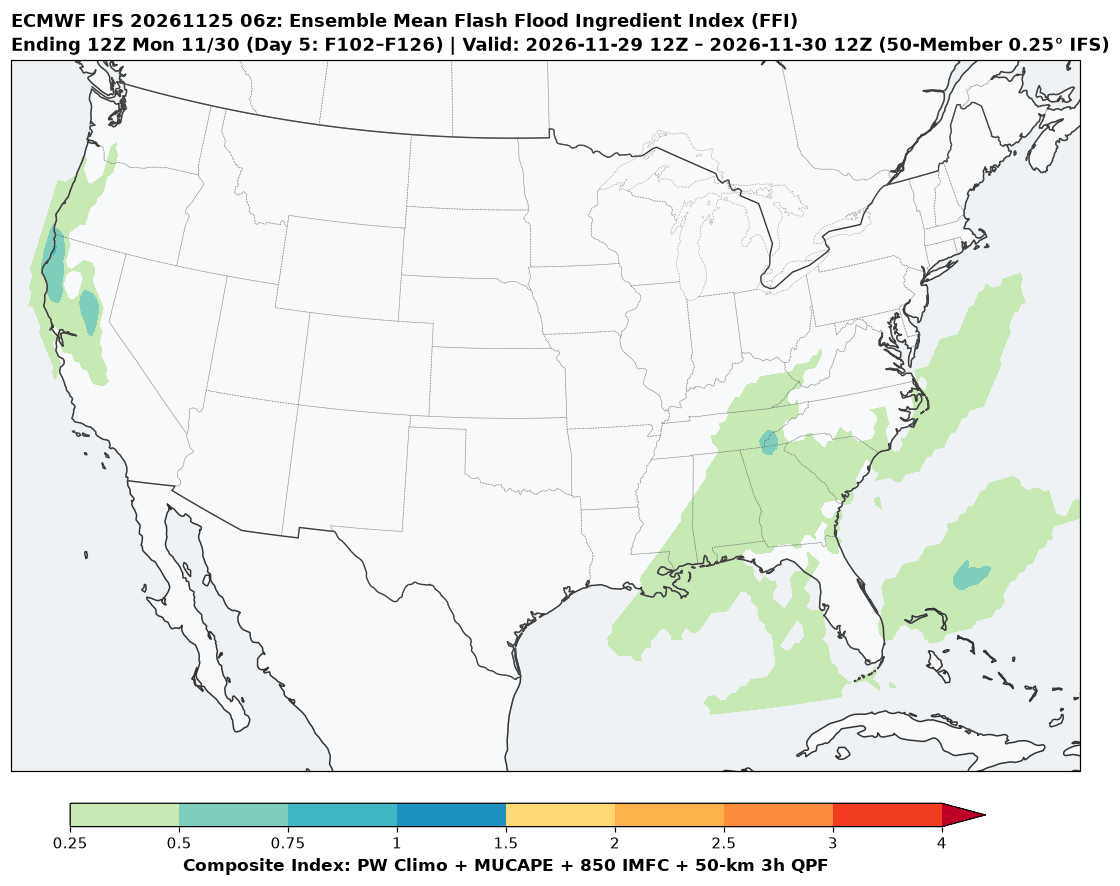 ECMWF IFS 20261125 06z: Ensemble Mean Flash Flood Ingredient Index (FFI)
Ending 12Z Mon 11/30 (Day 5: F102–F126) | Valid: 2026-11-29 12Z – 2026-11-30 12Z (50-Member 0.25° IFS)
0.25 0.5 0.75 1 1.5 2 2.5 3 4
Composite Index: PW Climo + MUCAPE + 850 IMFC + 50-km 3h QPF